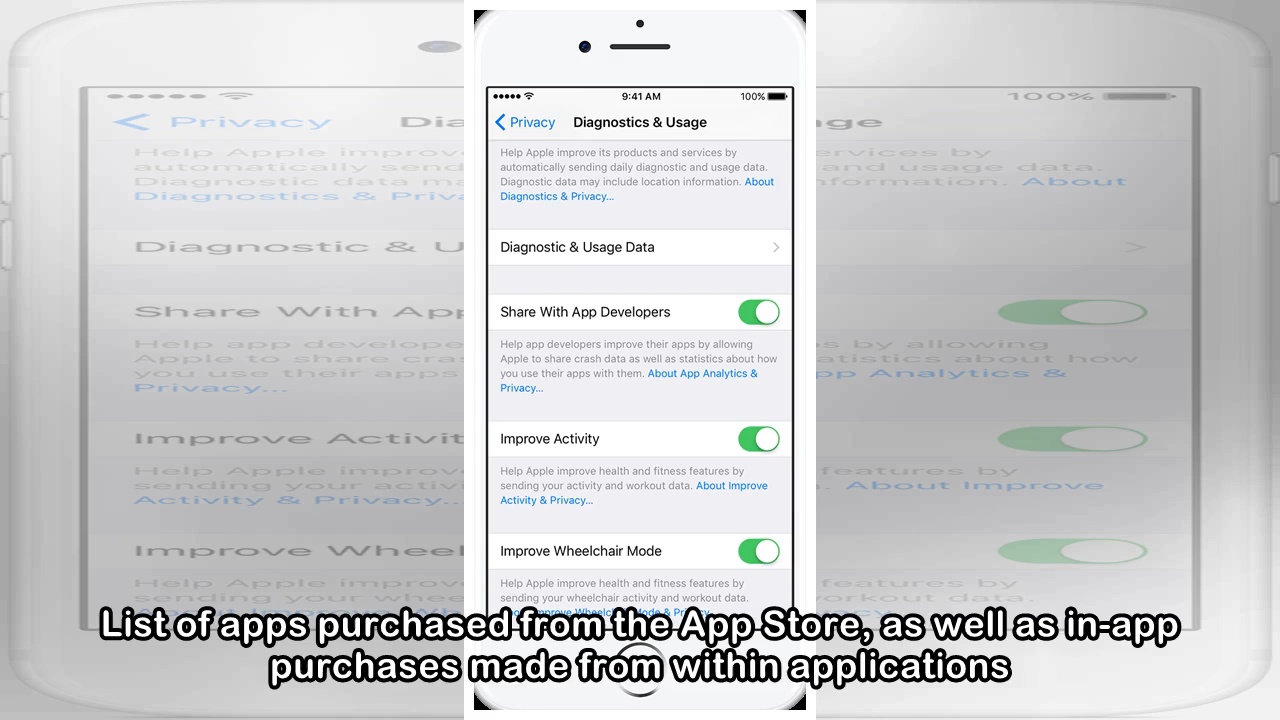 9:41 AM 100%
Privacy Diagnostics & Usage
Help Apple improve its products and services by
automatically sending daily diagnostic and usage data.
Diagnostic data may include location information. About
Diagnostics & Privacy...
Diagnostic & Usage Data
Share With App Developers
Help app developers improve their apps by allowing
Apple to share crash data as well as statistics about how
you use their apps with them. About App Analytics &
Privacy...
Improve Activity
Help Apple improve health and fitness features by
sending your activity and workout data. About Improve
Activity & Privacy...
Improve Wheelchair Mode
Help Apple improve health and fitness features by
sending your wheelchair activity and workout data.
List of apps purchased from the App Store, as well as in-app
purchases made from within applications